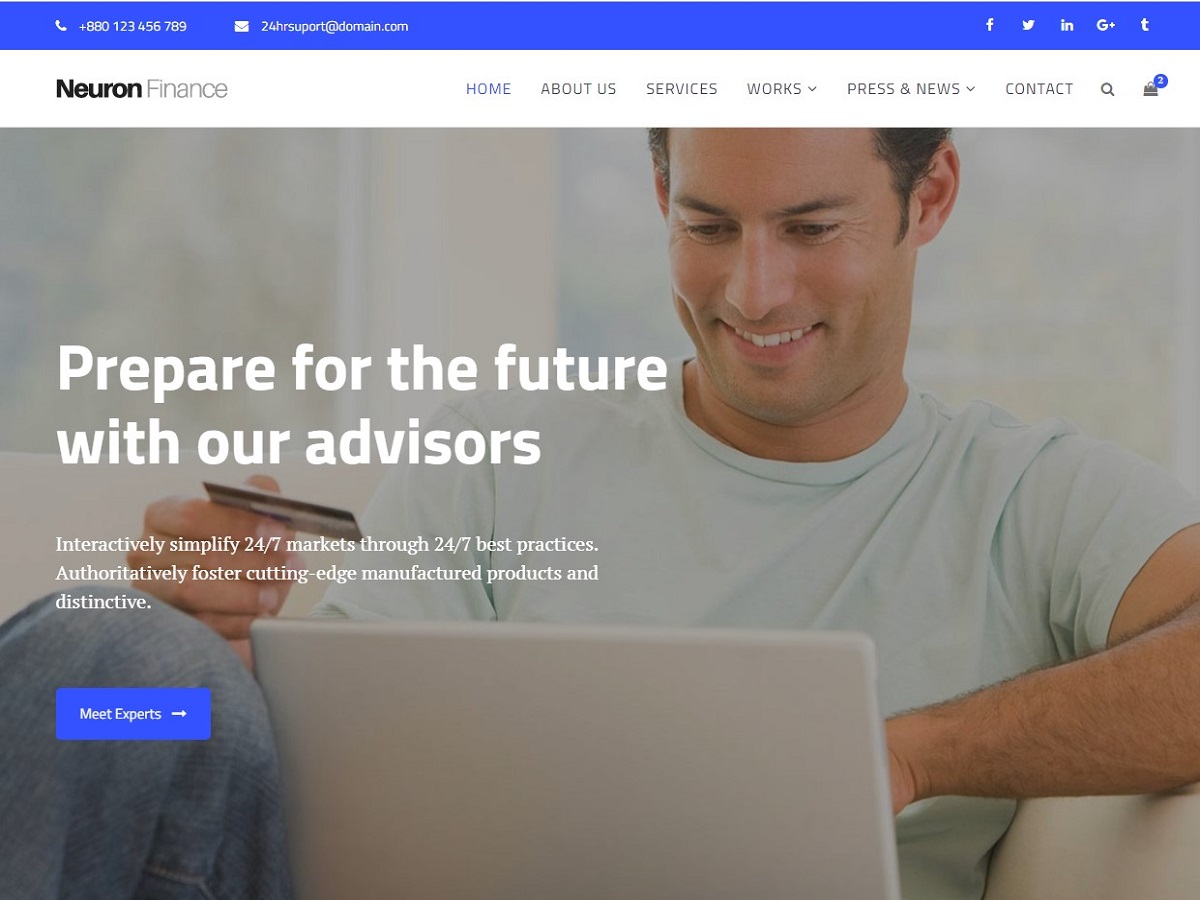 +880 123 456 789 24hrsuport@domain.com
Neuron Finance HOME ABOUT US SERVICES WORKS PRESS & NEWS CONTACT 2
Prepare for the future
with our advisors
Interactively simplify 24/7 markets through 24/7 best practices.
Authoritatively foster cutting-edge manufactured products and
distinctive.
Meet Experts